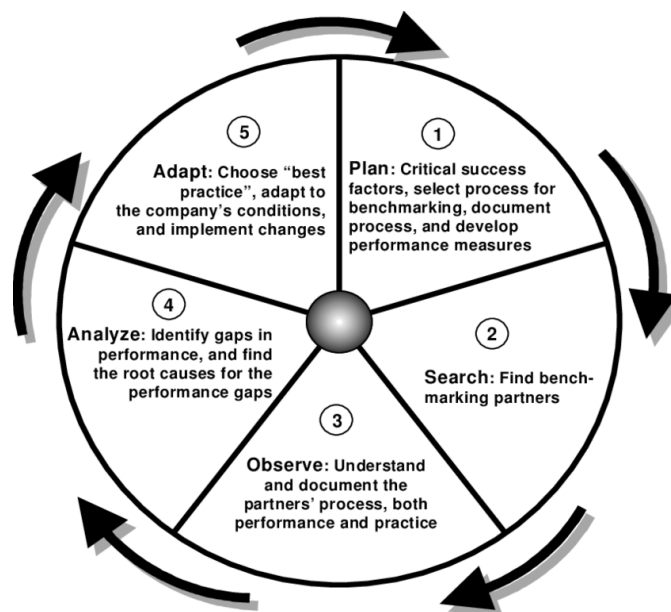 1
Plan: Critical success
factors, select process for
benchmarking, document
process, and develop
performance measures
2
Search: Find bench-
marking partners
3
Observe: Understand
and document the
partners’ process, both
performance and practice
4
Analyze: Identify gaps in
performance, and find
the root causes for the
performance gaps
5
Adapt: Choose “best
practice”, adapt to
the company’s conditions,
and implement changes